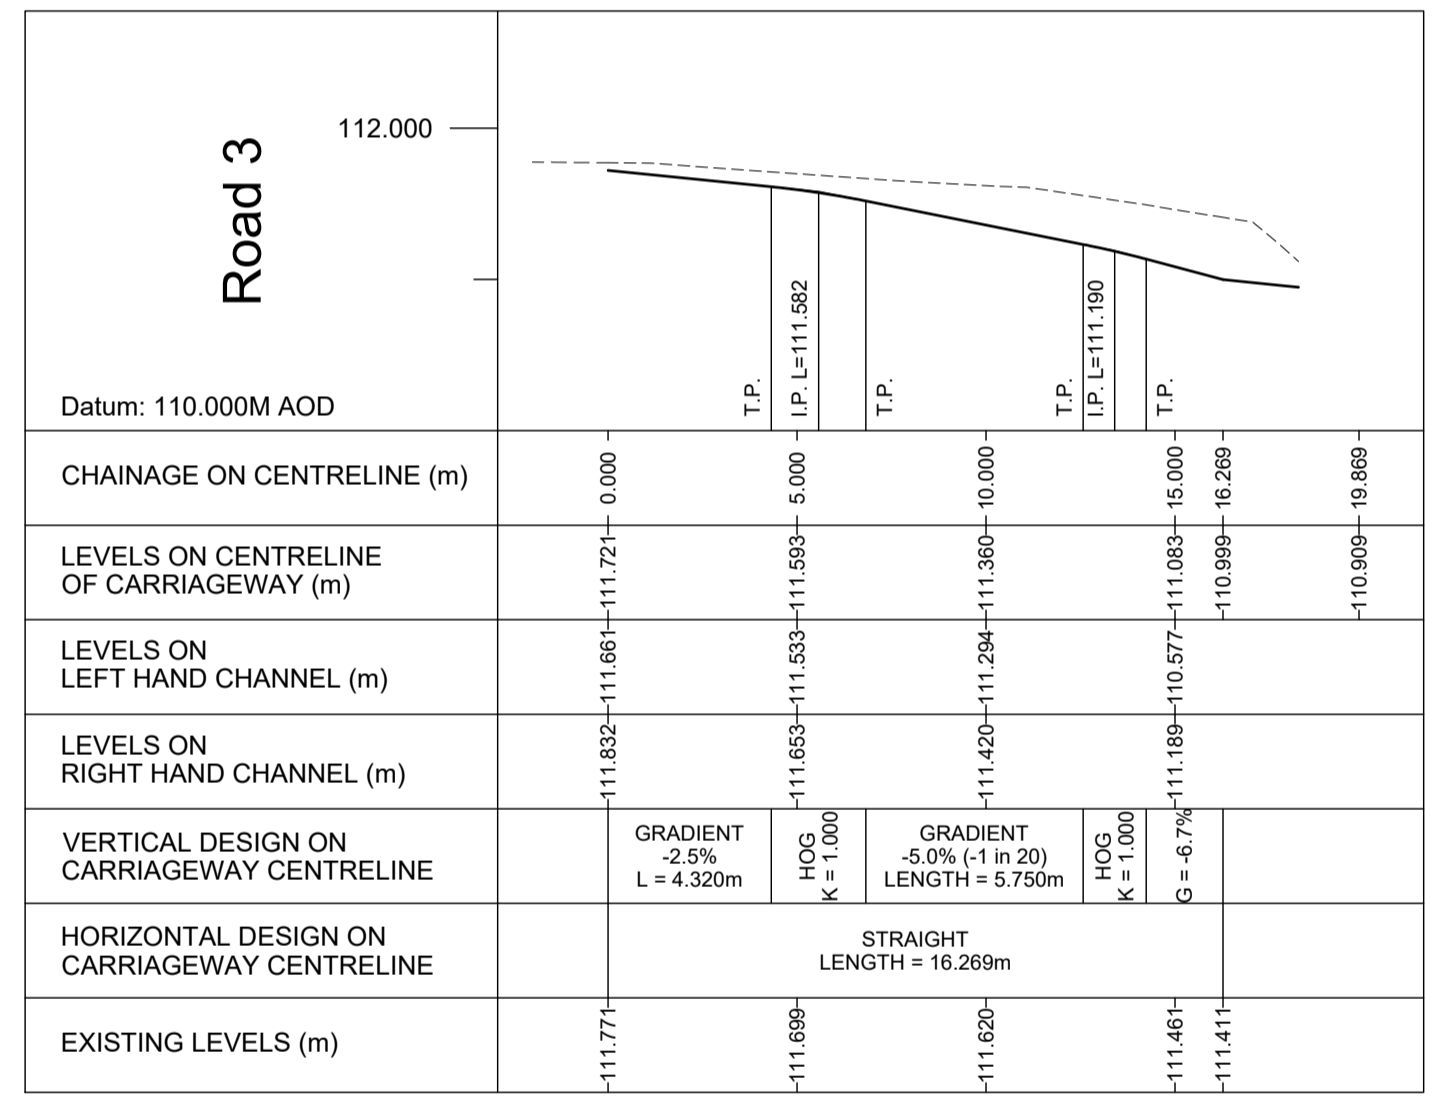 Road 3
112.000
Datum: 110.000M AOD
T.P.
I.P. L=111.582
T.P.
T.P.
I.P. L=111.190
T.P.
CHAINAGE ON CENTRELINE (m)
0.000
5.000
10.000
15.000
16.269
19.869
LEVELS ON CENTRELINE
OF CARRIAGEWAY (m)
111.721
111.593
111.360
111.083
110.999
110.909
LEVELS ON
LEFT HAND CHANNEL (m)
111.661
111.533
111.294
110.577
LEVELS ON
RIGHT HAND CHANNEL (m)
111.832
111.653
111.420
111.189
VERTICAL DESIGN ON
CARRIAGEWAY CENTRELINE
GRADIENT
-2.5%
L = 4.320m
HOG
K = 1.000
GRADIENT
-5.0% (-1 in 20)
LENGTH = 5.750m
HOG
K = 1.000
G = -6.7%
HORIZONTAL DESIGN ON
CARRIAGEWAY CENTRELINE
STRAIGHT
LENGTH = 16.269m
EXISTING LEVELS (m)
111.771
111.699
111.620
111.461
111.411